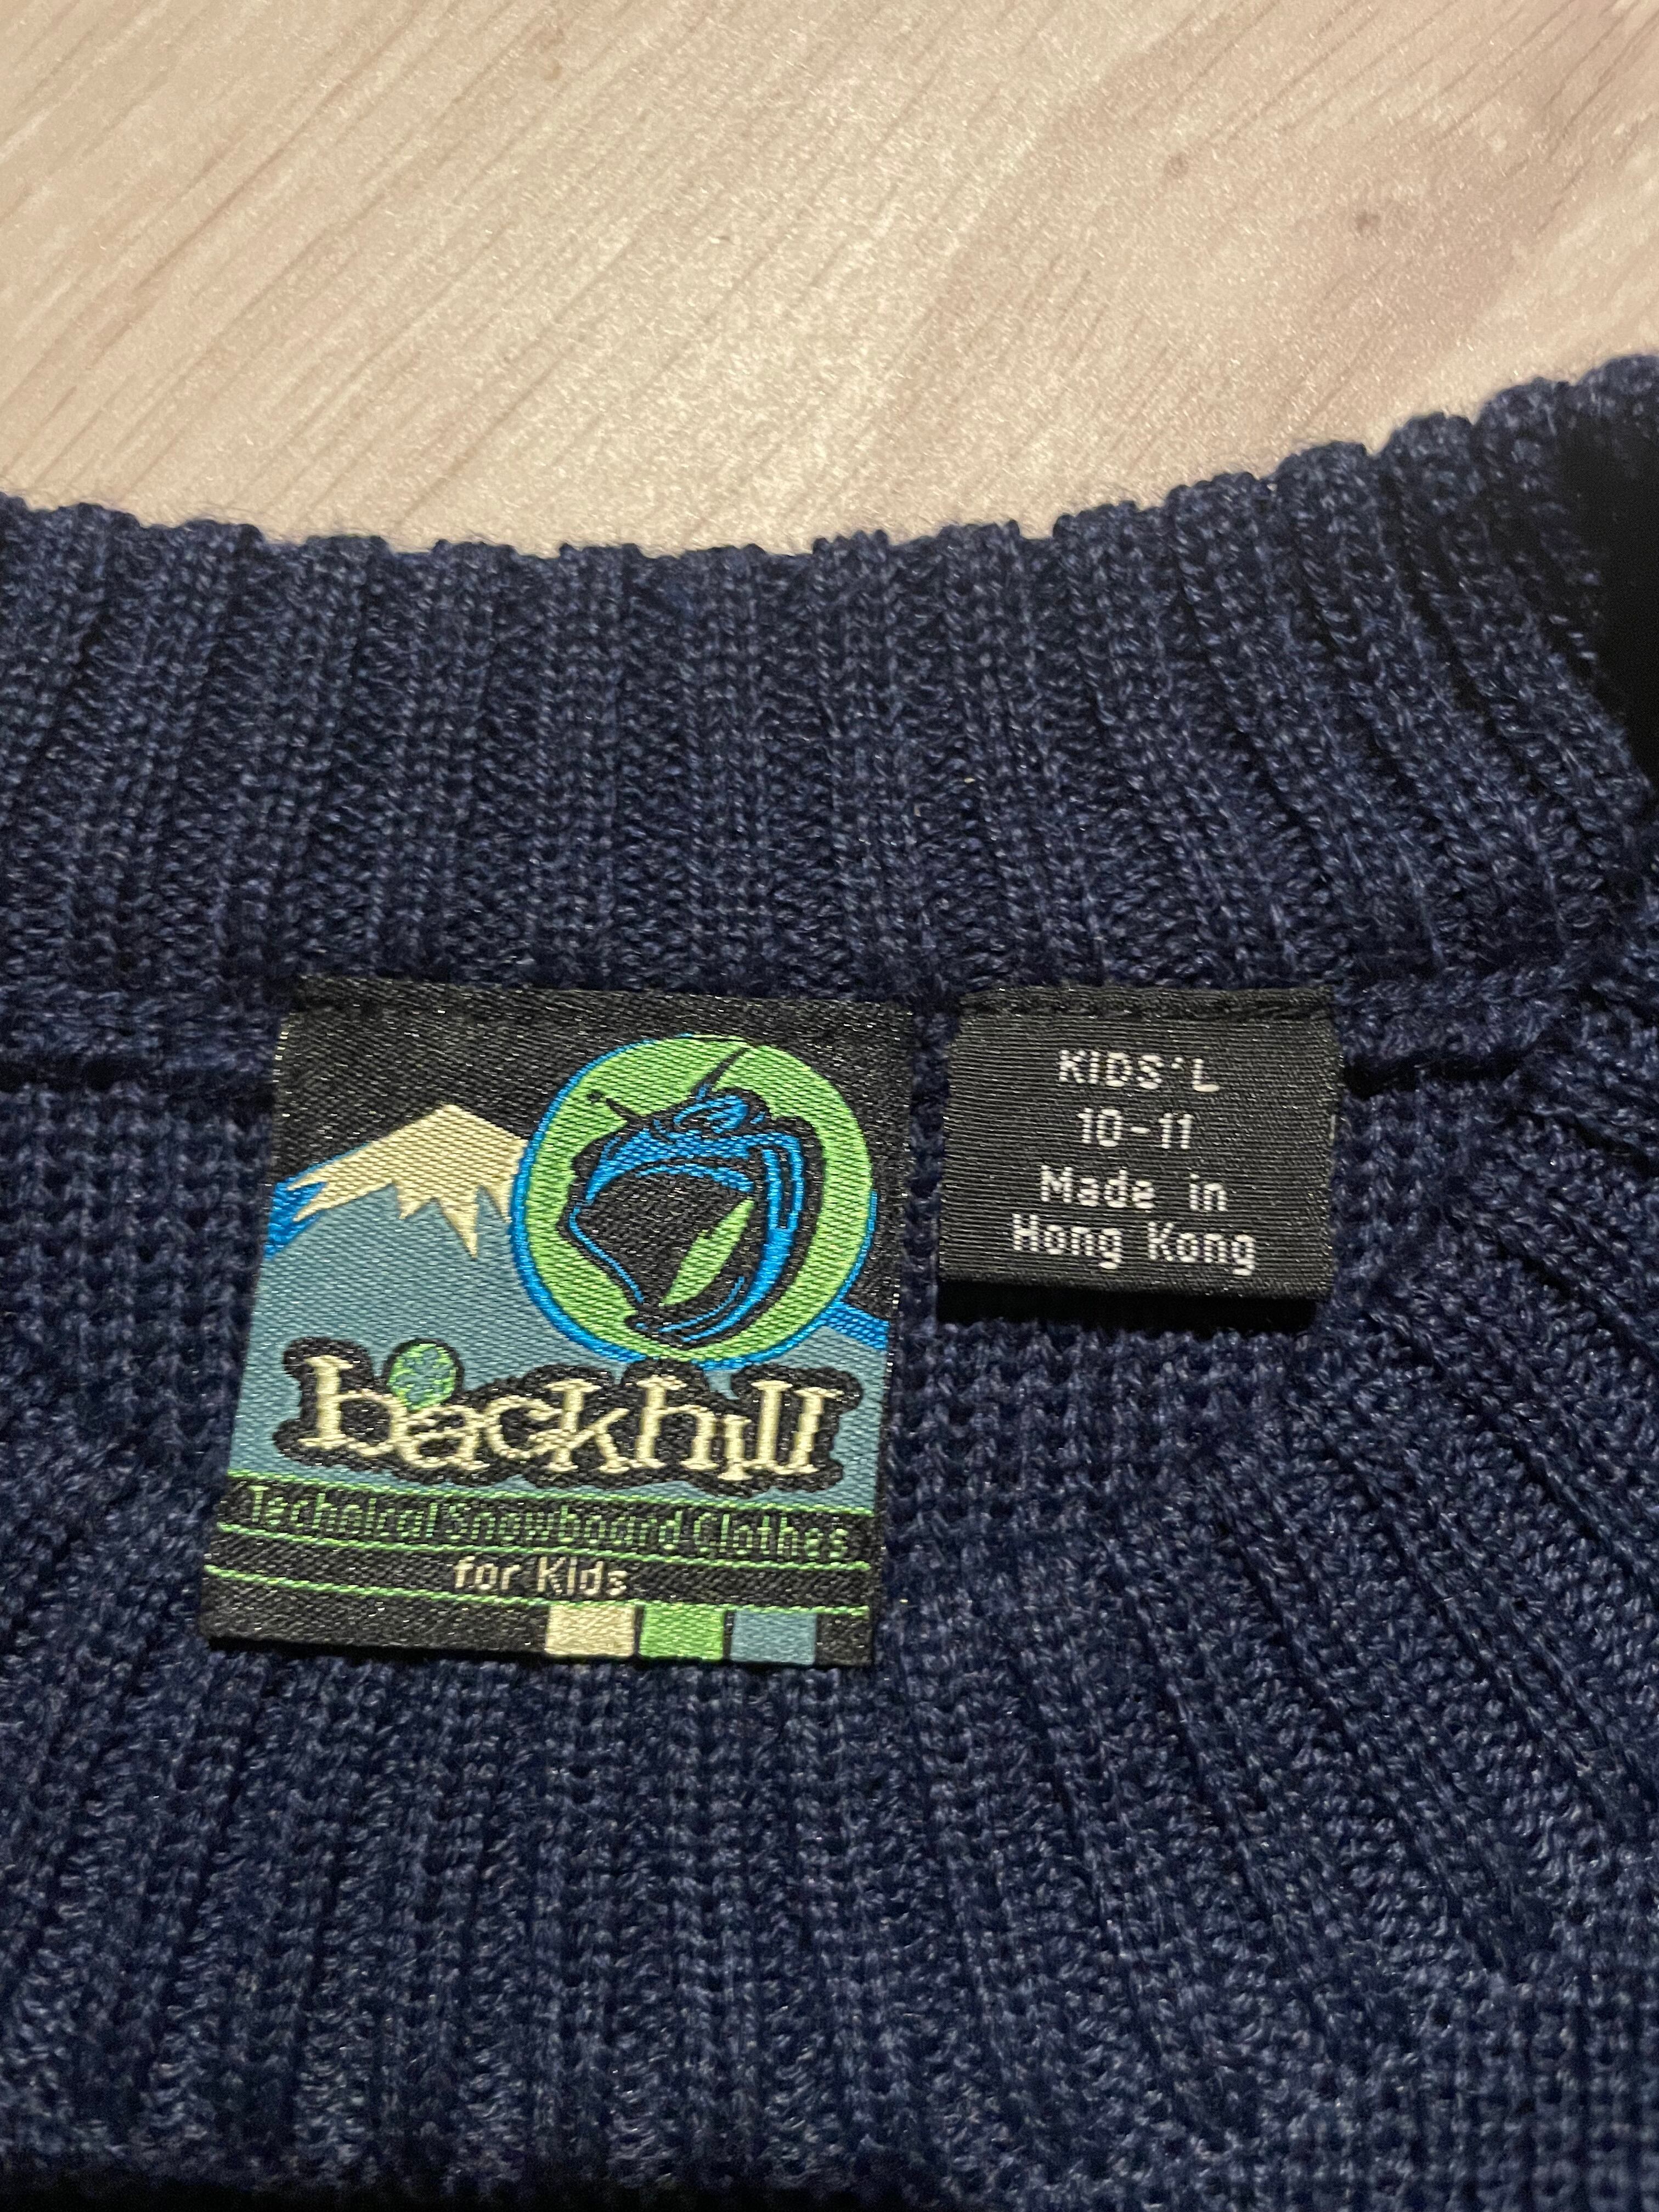 backhill
Technical Snowboard Clothes
for Kids
KIDS'L
10-11
Made in
Hong Kong